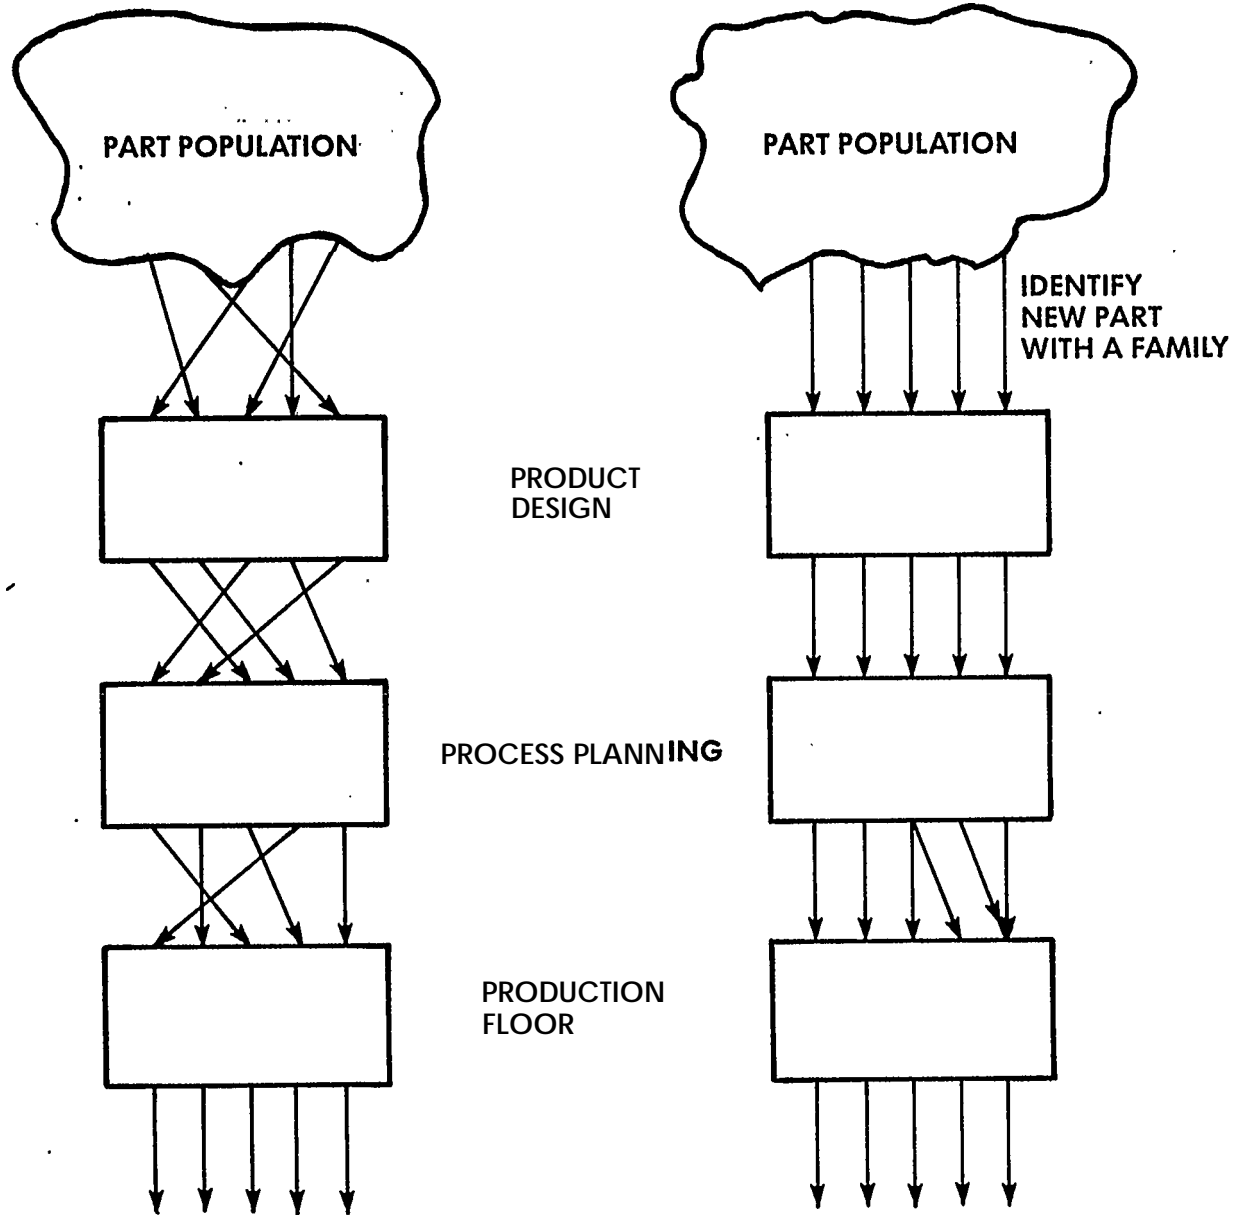 PART POPULATION
PART POPULATION
IDENTIFY
NEW PART
WITH A FAMILY
PRODUCT
DESIGN
PROCESS PLANNING
PRODUCTION
FLOOR